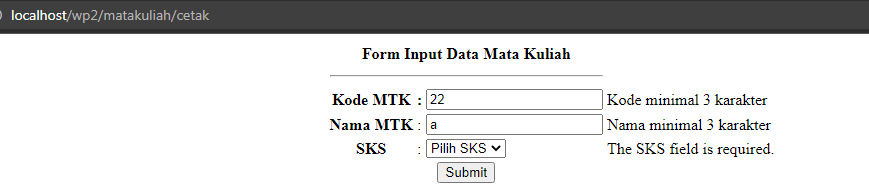 localhost/wp2/matakuliah/cetak
Form Input Data Mata Kuliah
Kode MTK : 22 Kode minimal 3 karakter
Nama MTK : a Nama minimal 3 karakter
SKS : Pilih SKS The SKS field is required.
Submit